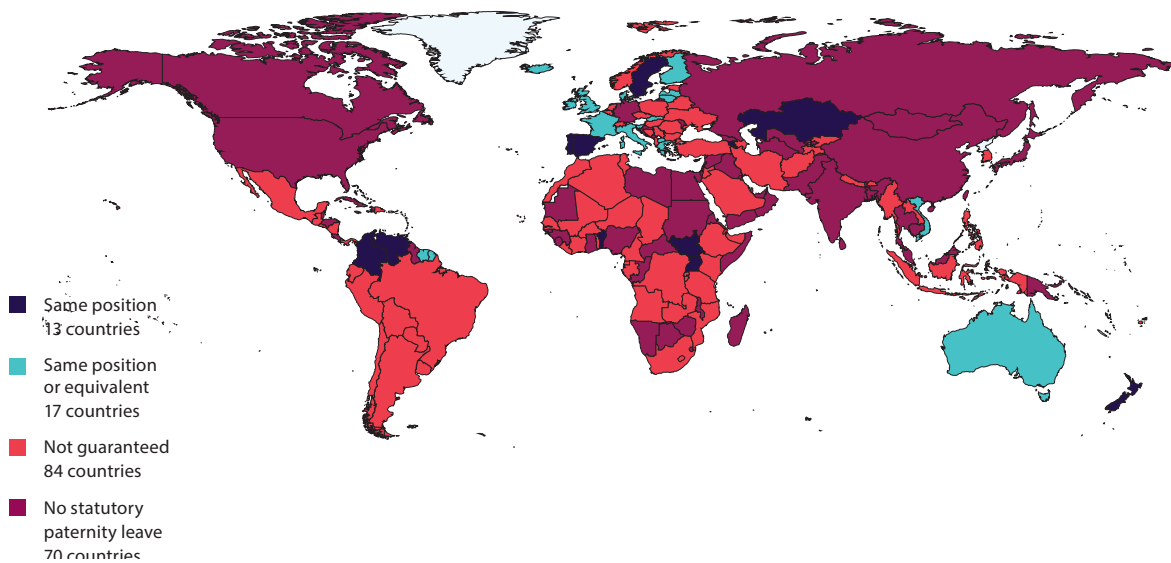 Same position
13 countries
Same position
or equivalent
17 countries
Not guaranteed
84 countries
No statutory
paternity leave
70 countries